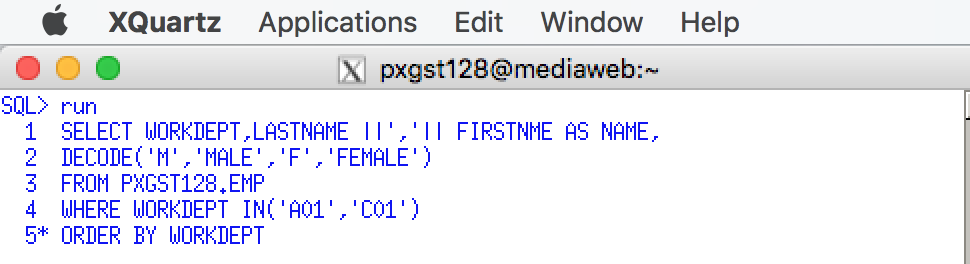 XQuartz Applications Edit Window Help
X pxgst128@mediaweb:~
SQL> run
1 SELECT WORKDEPT,LASTNAME ||','|| FIRSTNME AS NAME,
2 DECODE('M','MALE','F','FEMALE')
3 FROM PXGST128.EMP
4 WHERE WORKDEPT IN('A01','C01')
5* ORDER BY WORKDEPT